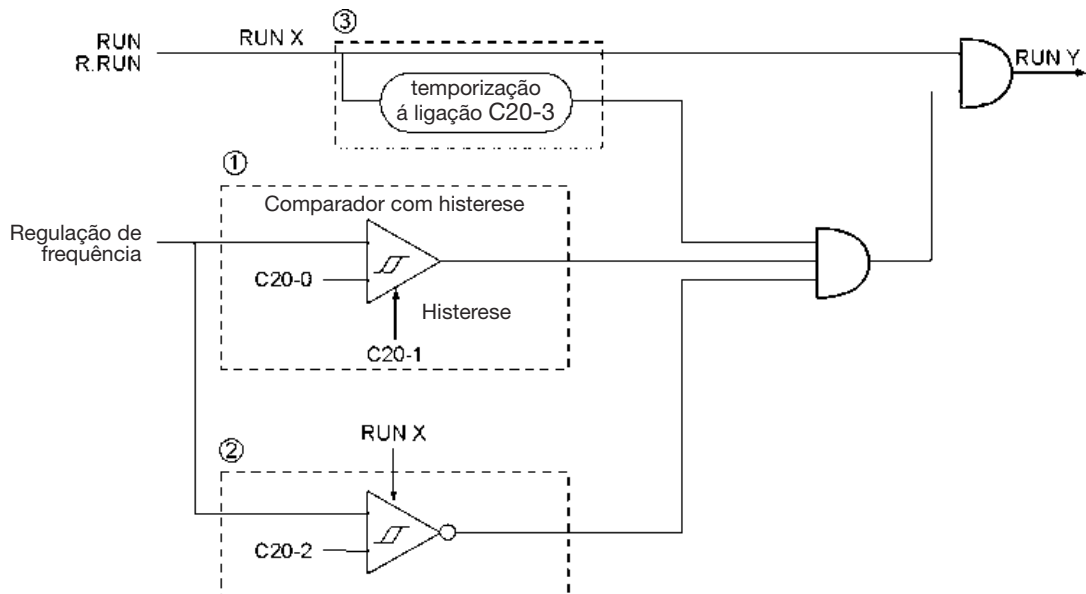 RUN
R.RUN
RUN X
③
temporização
á ligação C20-3
RUN Y
①
Comparador com histerese
Regulação de
frequência
C20-0
Histerese
C20-1
RUN X
②
C20-2